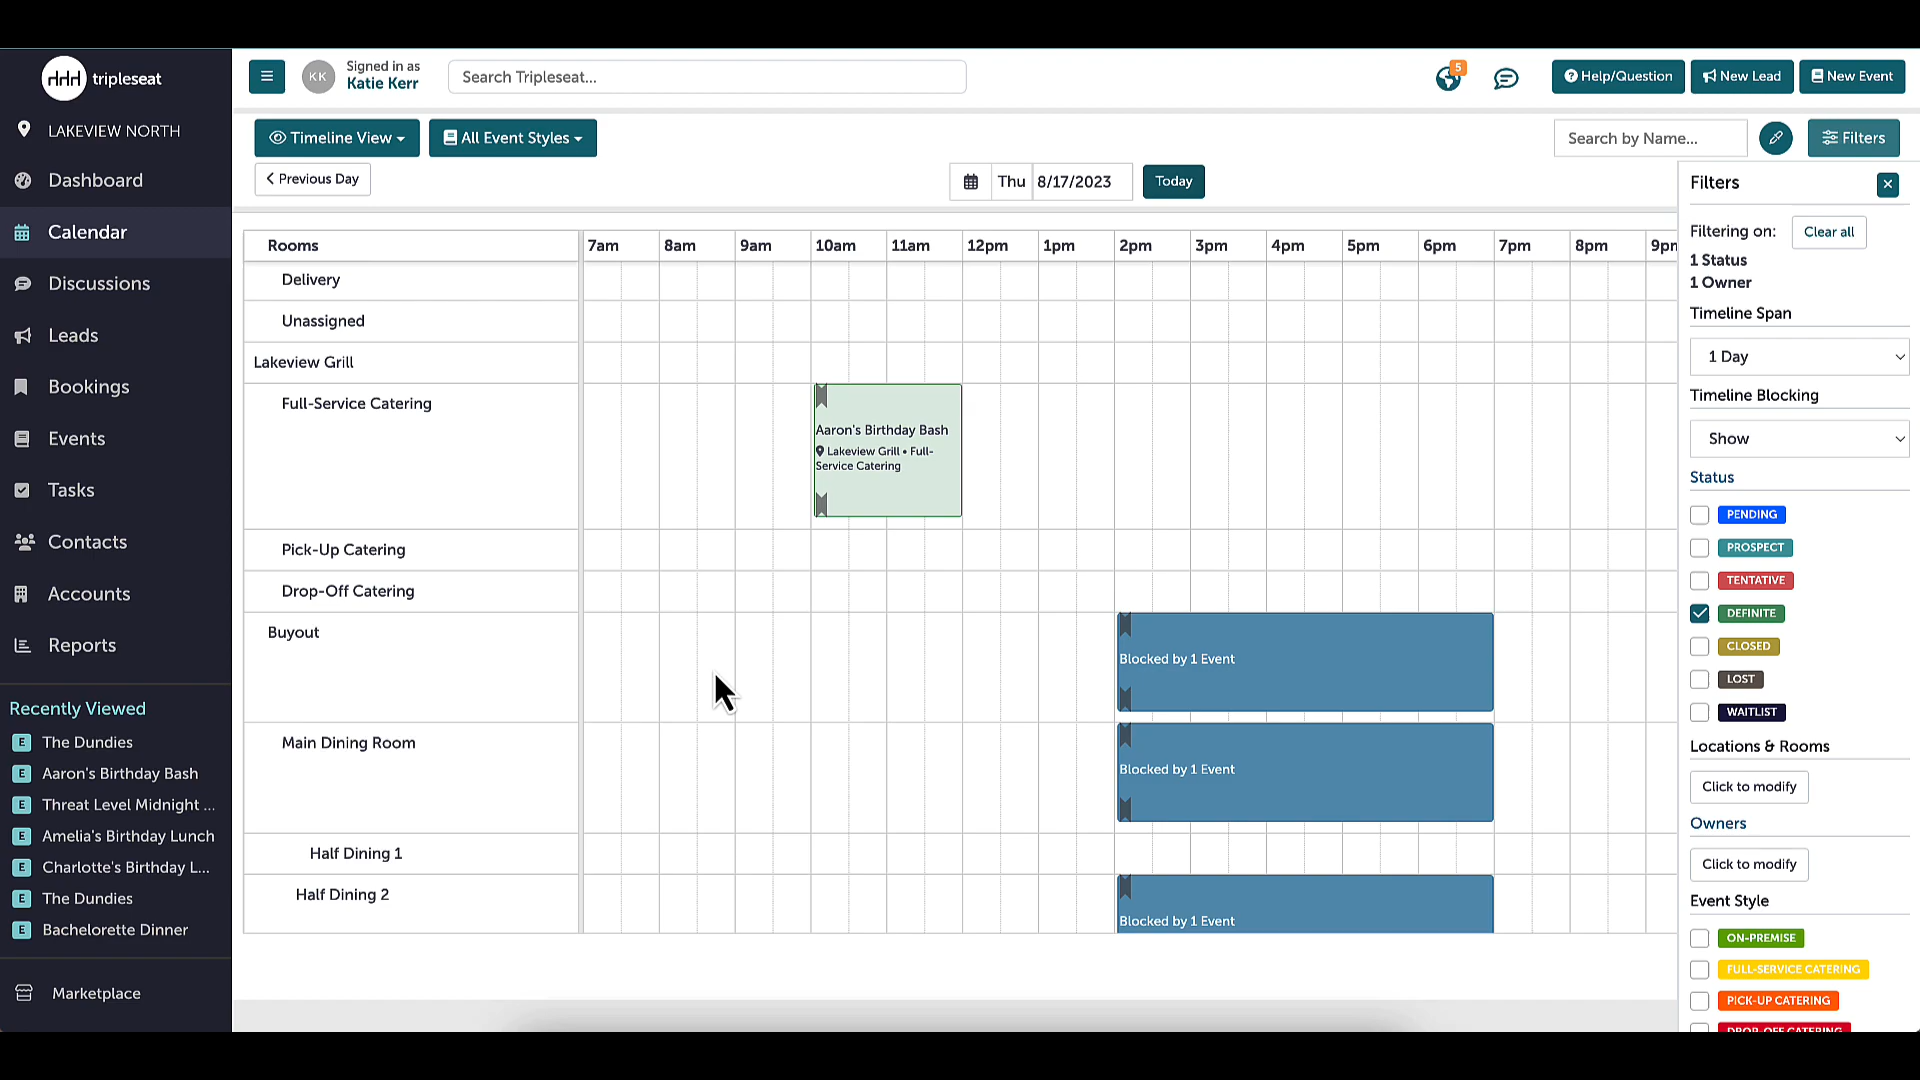 tripleseat
LAKEVIEW NORTH
Dashboard
Calendar
Discussions
Leads
Bookings
Events
Tasks
Contacts
Accounts
Reports
Recently Viewed
E The Dundies
E Aaron's Birthday Bash
E Threat Level Midnight ...
E Amelia's Birthday Lunch
E Charlotte's Birthday L...
E The Dundies
E Bachelorette Dinner
Marketplace
KK
Signed in as
Katie Kerr
Search Tripleseat...
5
Help/Question
New Lead
New Event
Timeline View
All Event Styles
Search by Name...
Filters
Previous Day
Thu 8/17/2023
Today
Rooms 7am 8am 9am 10am 11am 12pm 1pm 2pm 3pm 4pm 5pm 6pm 7pm 8pm 9pm
Delivery
Unassigned
Lakeview Grill
Full-Service Catering
Aaron's Birthday Bash
Lakeview Grill • Full-
Service Catering
Pick-Up Catering
Drop-Off Catering
Buyout
Blocked by 1 Event
Main Dining Room
Blocked by 1 Event
Half Dining 1
Half Dining 2
Blocked by 1 Event
Filters
Filtering on:
Clear all
1 Status
1 Owner
Timeline Span
1 Day
Timeline Blocking
Show
Status
PENDING
PROSPECT
TENTATIVE
DEFINITE
CLOSED
LOST
WAITLIST
Locations & Rooms
Click to modify
Owners
Click to modify
Event Style
ON-PREMISE
FULL-SERVICE CATERING
PICK-UP CATERING
DROP-OFF CATERING